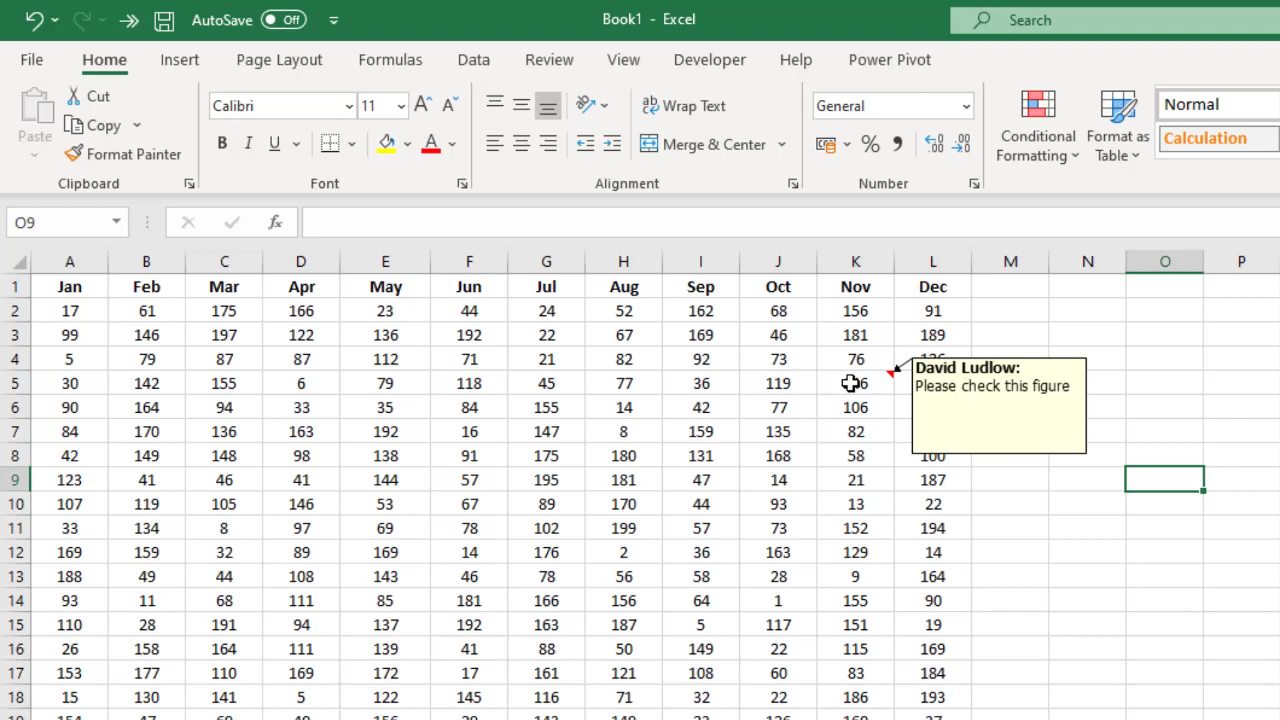 AutoSave Off
Book1 - Excel
Search
File Home Insert Page Layout Formulas Data Review View Developer Help Power Pivot
Paste
Cut
Copy
Format Painter
Clipboard
Calibri 11
B I U
Font
Wrap Text
Merge & Center
Alignment
General
Number
Conditional Formatting
Format as Table
Normal
Calculation
O9
fx
A B C D E F G H I J K L M N O P
1 Jan Feb Mar Apr May Jun Jul Aug Sep Oct Nov Dec
2 17 61 175 166 23 44 24 52 162 68 156 91
3 99 146 197 122 136 192 22 67 169 46 181 189
4 5 79 87 87 112 71 21 82 92 73 76
5 30 142 155 6 79 118 45 77 36 119
6 90 164 94 33 35 84 155 14 42 77 106
7 84 170 136 163 192 16 147 8 159 135 82
8 42 149 148 98 138 91 175 180 131 168 58
9 123 41 46 41 144 57 195 181 47 14 21 187
10 107 119 105 146 53 67 89 170 44 93 13 22
11 33 134 8 97 69 78 102 199 57 73 152 194
12 169 159 32 89 169 14 176 2 36 163 129 14
13 188 49 44 108 143 46 78 56 58 28 9 164
14 93 11 68 111 85 181 166 156 64 1 155 90
15 110 28 191 94 137 192 163 187 5 117 151 19
16 26 158 164 111 139 41 88 50 149 22 115 169
17 153 177 110 169 172 17 161 121 108 60 83 184
18 15 130 141 5 122 145 116 71 32 22 186 193
David Ludlow:
Please check this figure